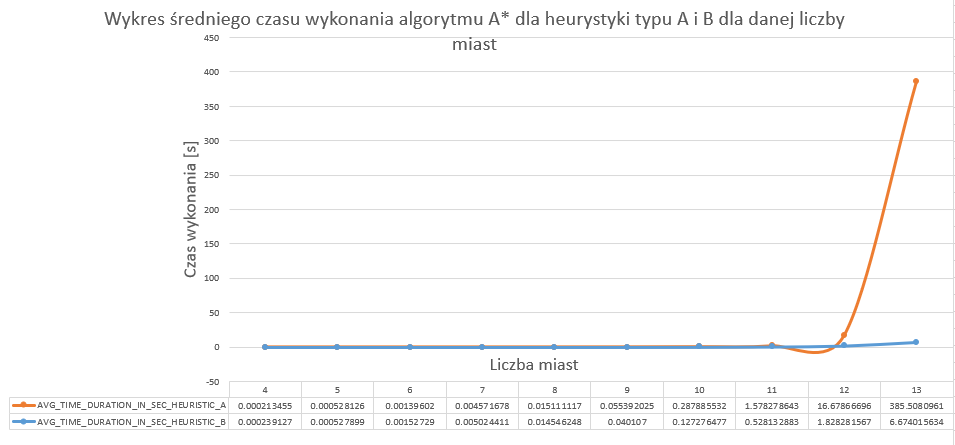 Wykres średniego czasu wykonania algorytmu A* dla heurystyki typu A i B dla danej liczby
miast
450
400
350
300
250
200
150
100
50
0
-50
Czas wykonania [s]
Liczba miast
4 5 6 7 8 9 10 11 12 13
AVG_TIME_DURATION_IN_SEC_HEURISTIC_A 0.000213455 0.000528126 0.00139602 0.004571678 0.015111117 0.055392025 0.287885532 1.578278643 16.67866696 385.5080961
AVG_TIME_DURATION_IN_SEC_HEURISTIC_B 0.000239127 0.000527899 0.00152729 0.005024411 0.014546248 0.040107 0.127276477 0.528132883 1.828281567 6.674015634